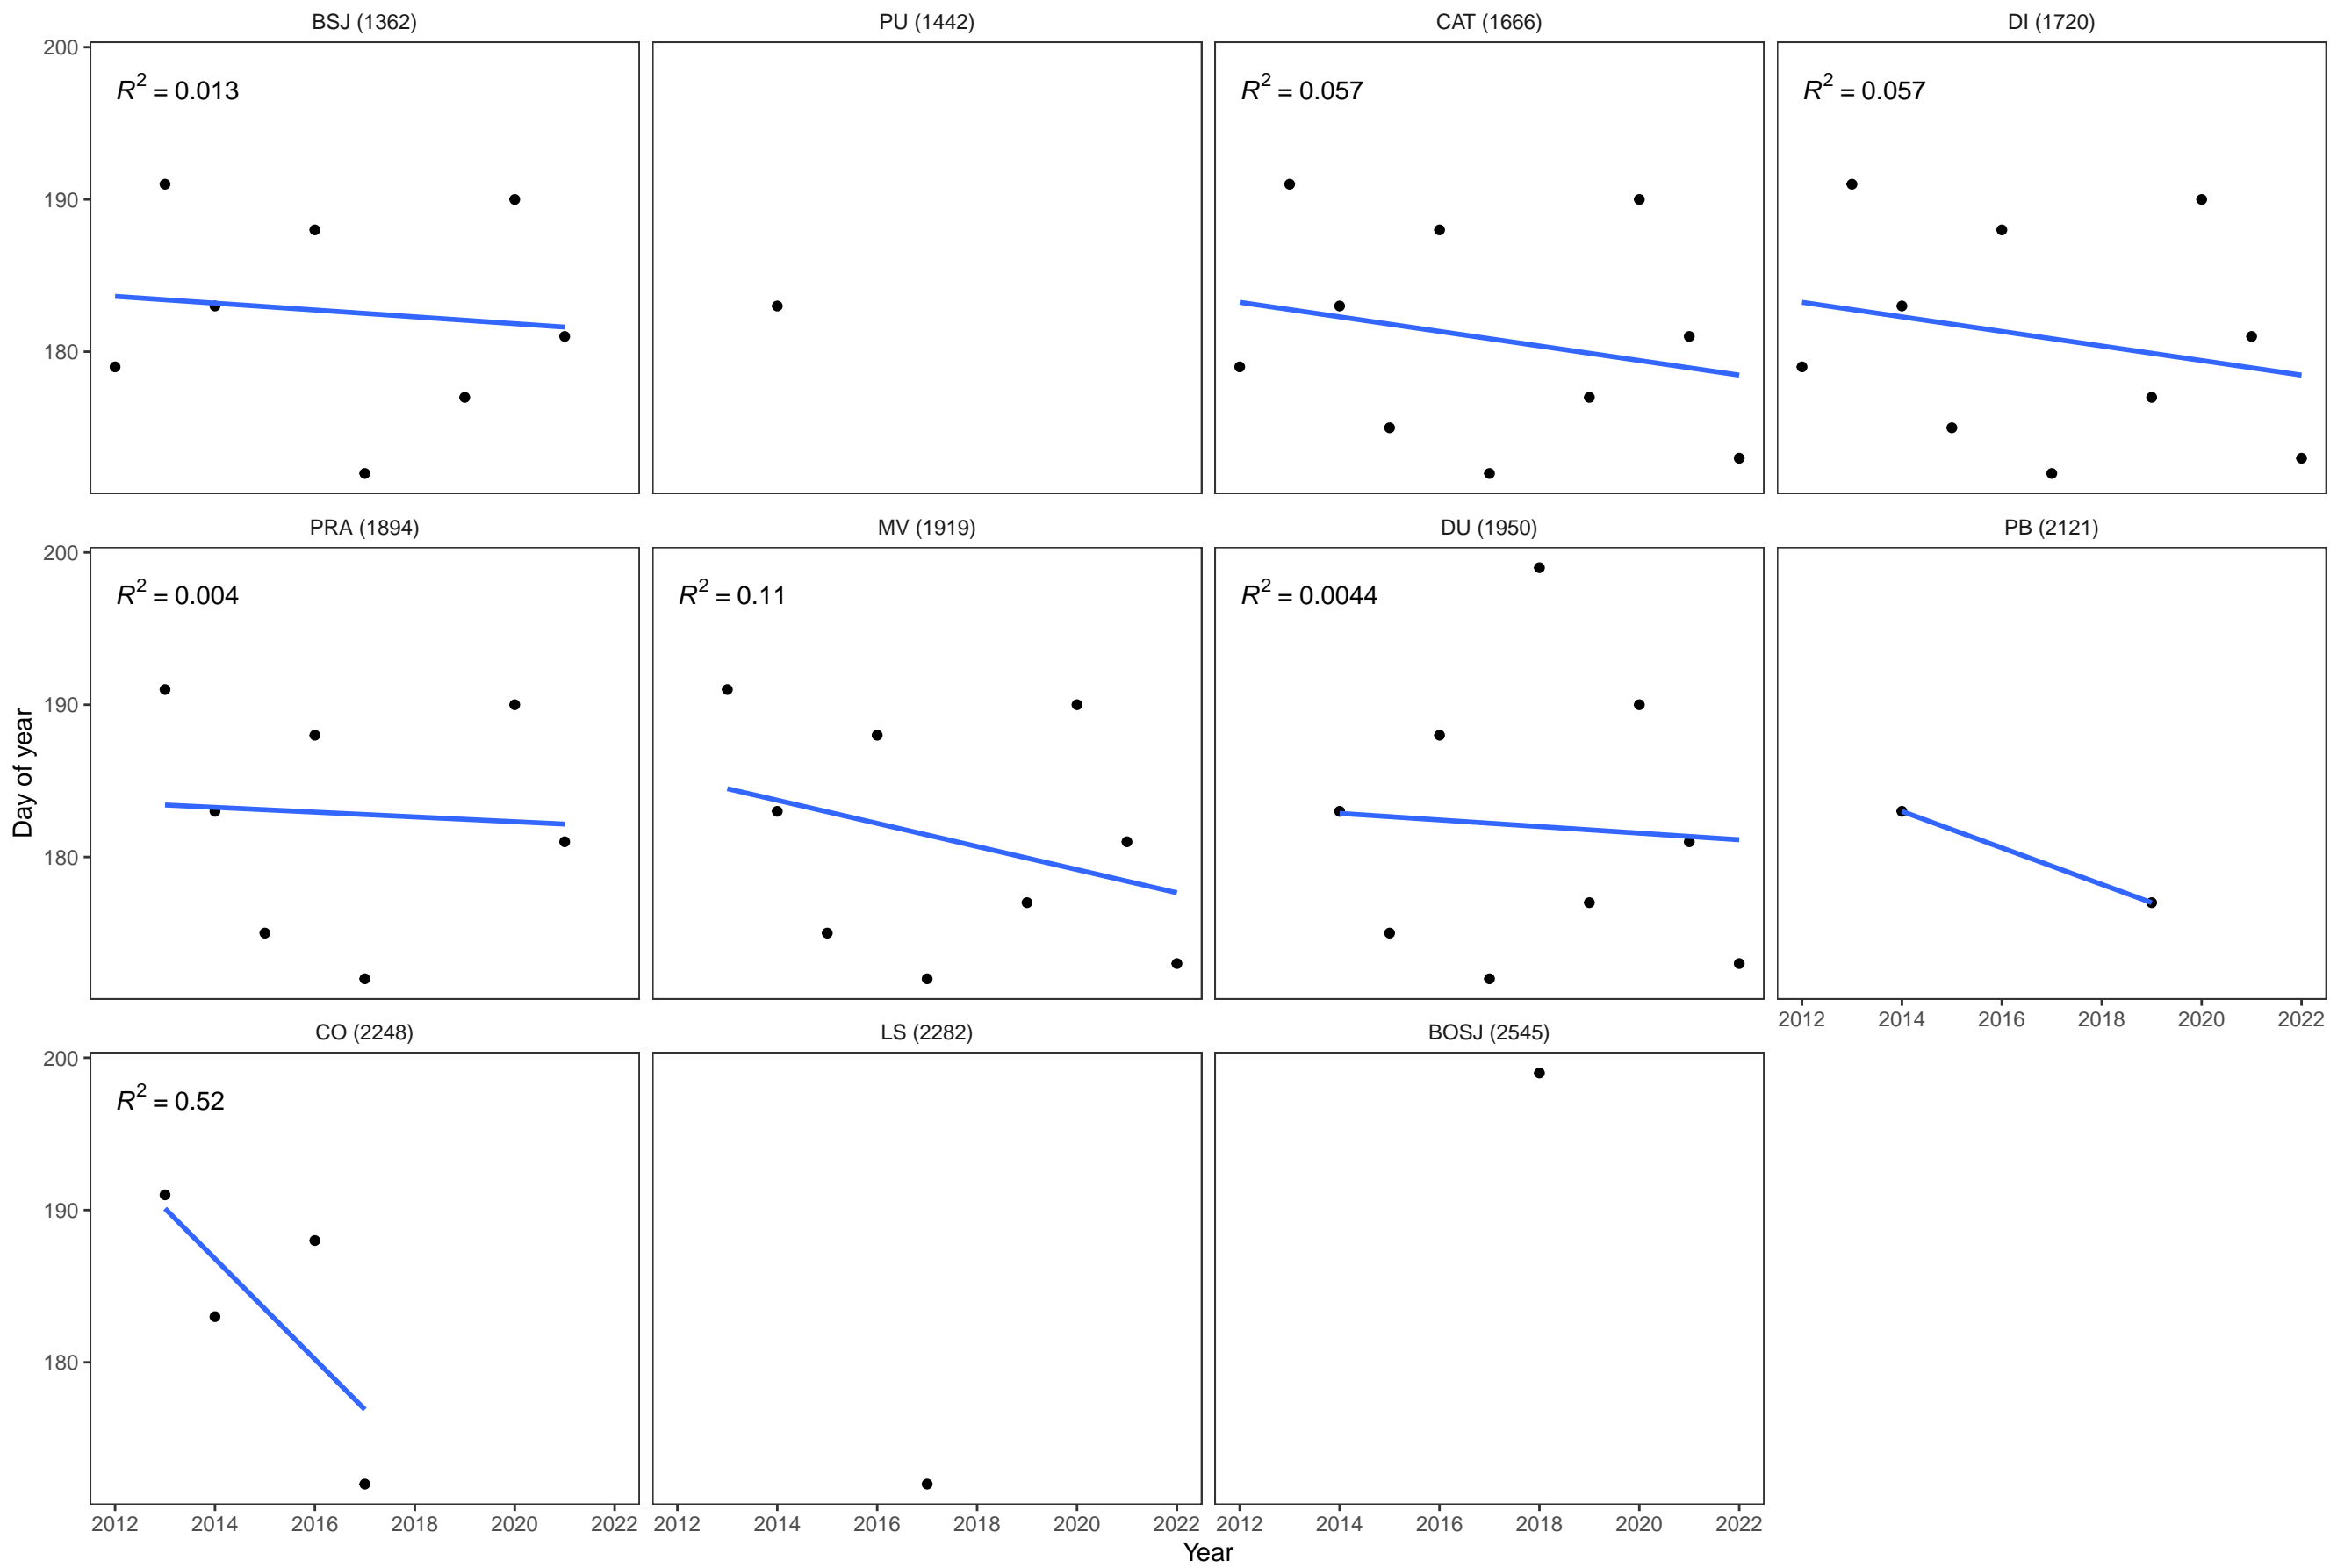 BSJ (1362) PU (1442) CAT (1666) DI (1720)
200
R² = 0.013 R² = 0.057 R² = 0.057
190
180
PRA (1894) MV (1919) DU (1950) PB (2121)
200
R² = 0.004 R² = 0.11 R² = 0.0044
190
Day of year
180
2012 2014 2016 2018 2020 2022
CO (2248) LS (2282) BOSJ (2545)
200
R² = 0.52
190
180
2012 2014 2016 2018 2020 2022 2012 2014 2016 2018 2020 2022 2012 2014 2016 2018 2020 2022
Year